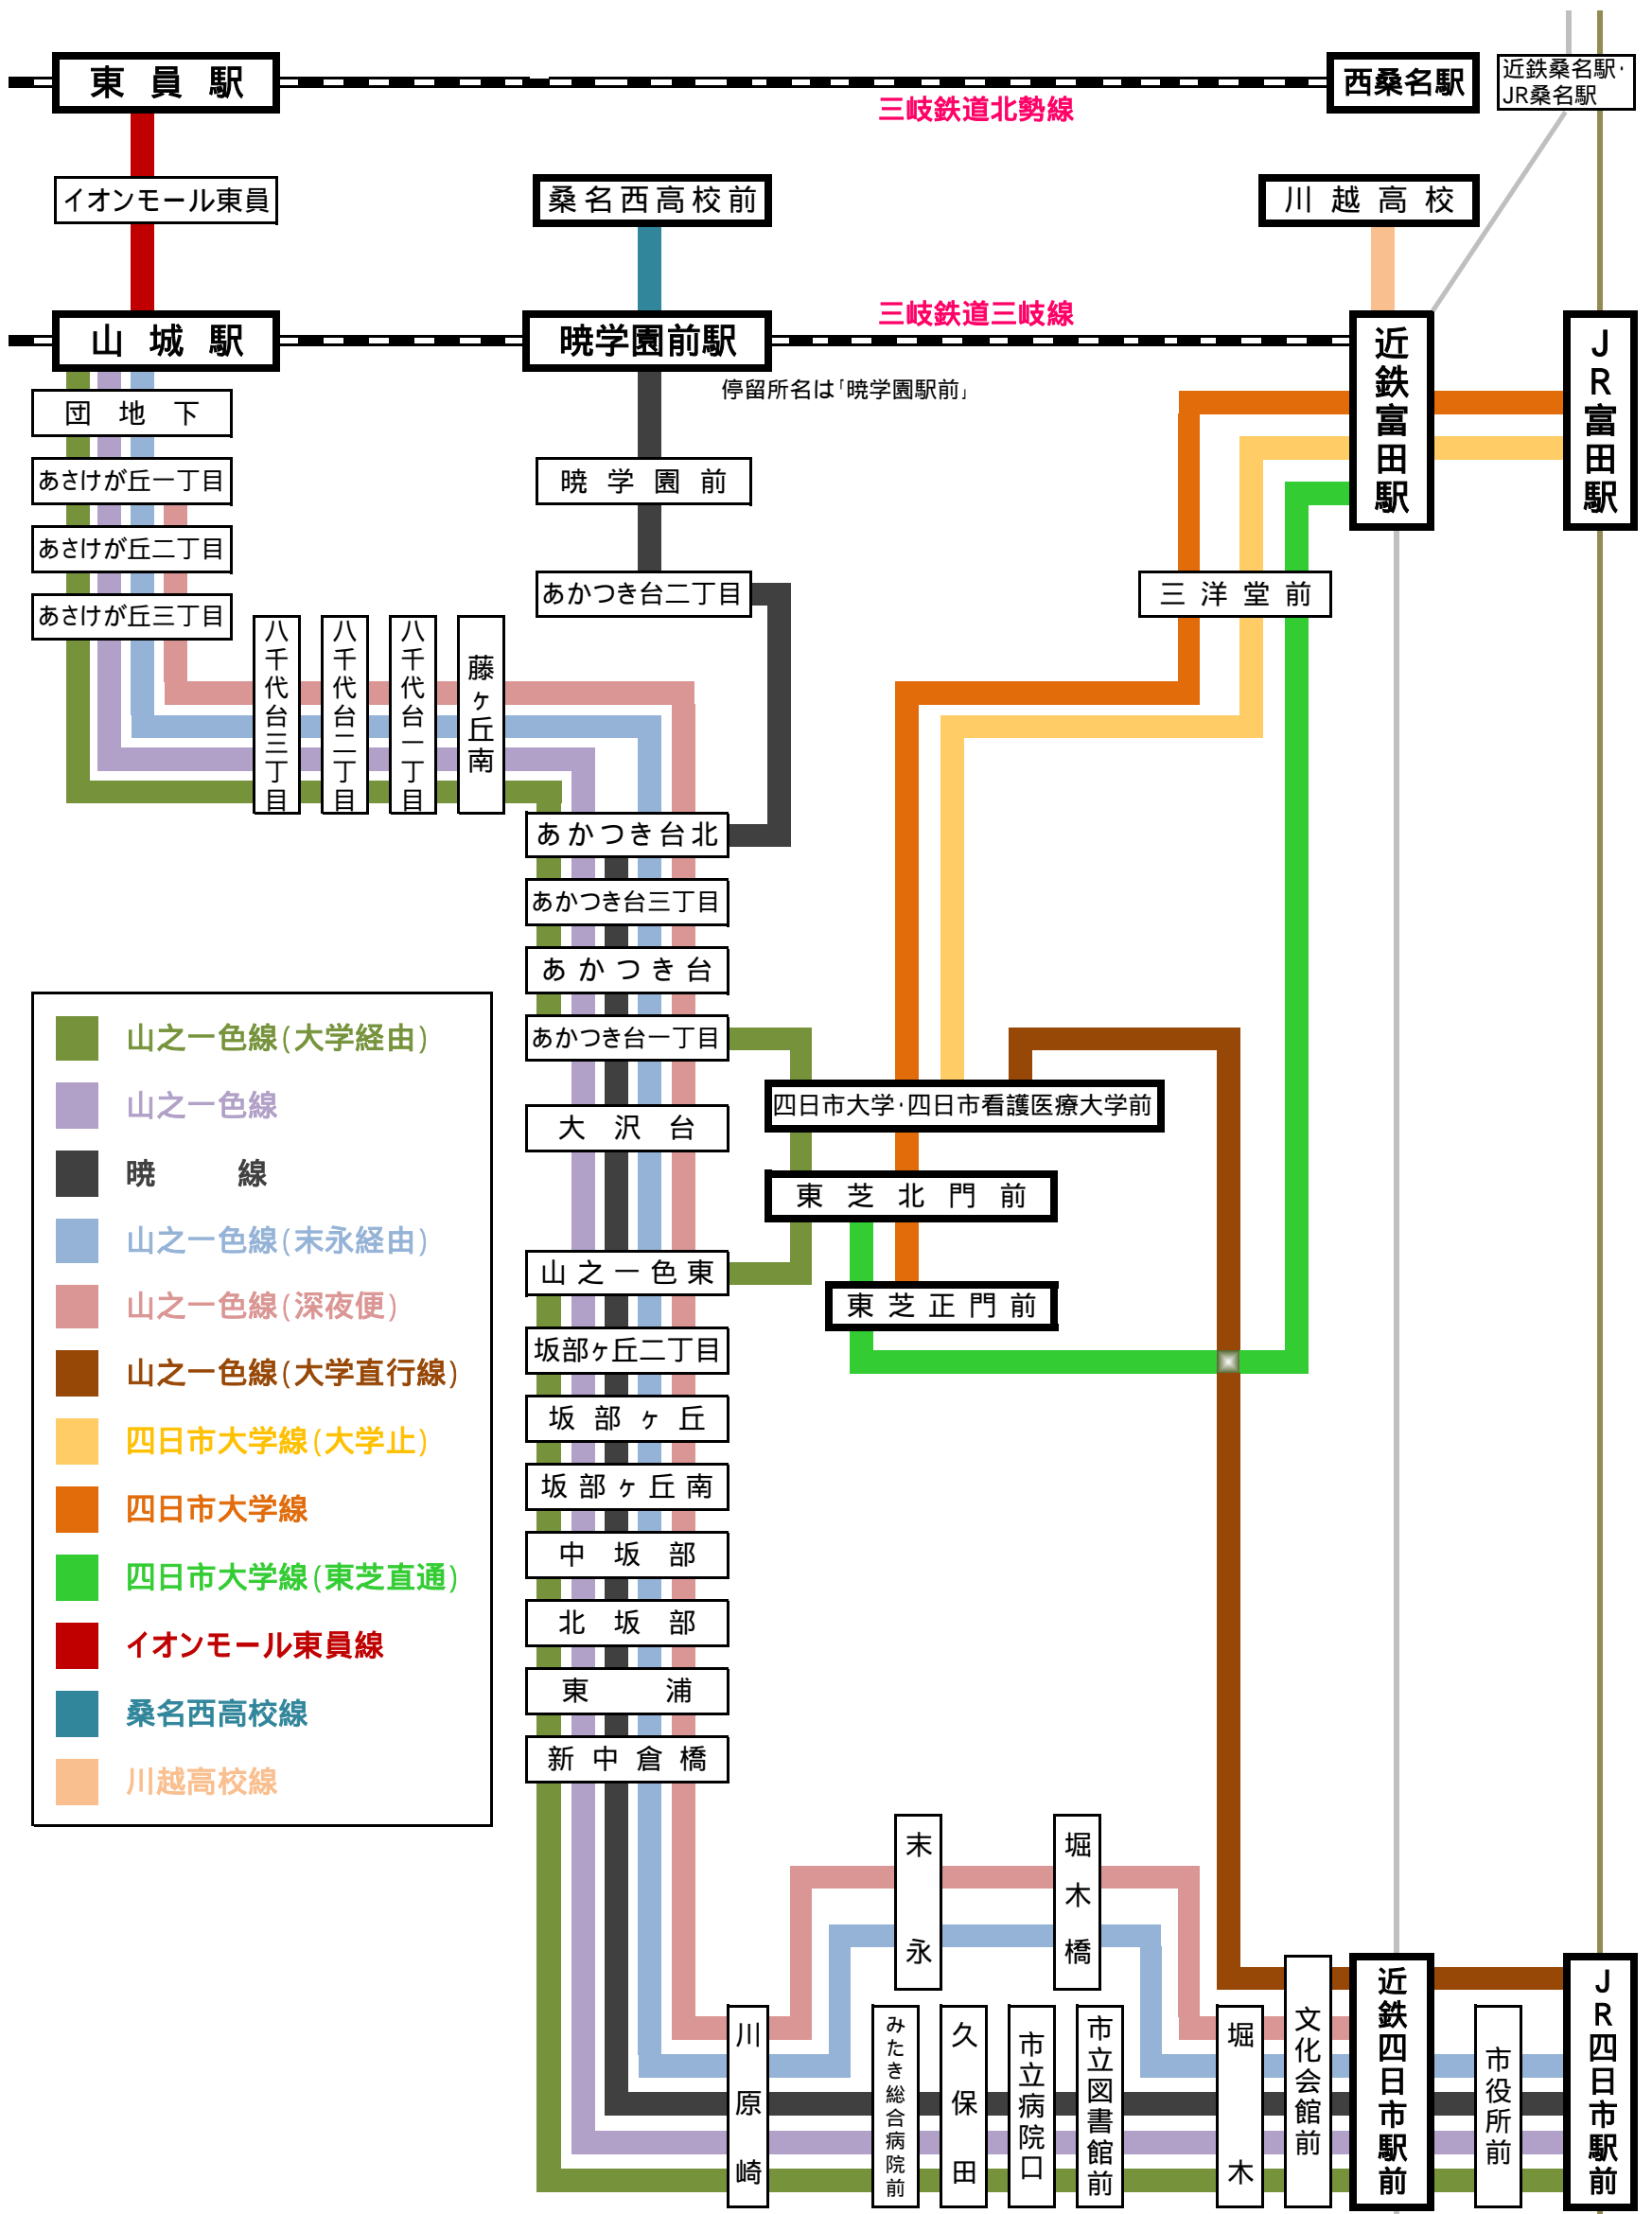 東員駅
西桑名駅
近鉄桑名駅・
JR桑名駅
三岐鉄道北勢線
イオンモール東員
桑名西高校前
川越高校
三岐鉄道三岐線
山城駅
暁学園前駅
近鉄富田駅
JR富田駅
停留所名は「暁学園駅前」
団地下
あさけが丘一丁目
あさけが丘二丁目
あさけが丘三丁目
暁学園前
あかつき台二丁目
三洋堂前
八千代台三丁目
八千代台二丁目
八千代台一丁目
藤ヶ丘南
あかつき台北
あかつき台三丁目
あかつき台
あかつき台一丁目
四日市大学・四日市看護医療大学前
大沢台
東芝北門前
山之一色東
東芝正門前
坂部ヶ丘二丁目
坂部ヶ丘
坂部ヶ丘南
中坂部
北坂部
東浦
新中倉橋
山之一色線(大学経由)
山之一色線
暁線
山之一色線(末永経由)
山之一色線(深夜便)
山之一色線(大学直行線)
四日市大学線(大学止)
四日市大学線
四日市大学線(東芝直通)
イオンモール東員線
桑名西高校線
川越高校線
末永
堀木橋
川原崎
みたき総合病院前
久保田
市立病院口
市立図書館前
堀木
文化会館前
近鉄四日市駅前
市役所前
JR四日市駅前